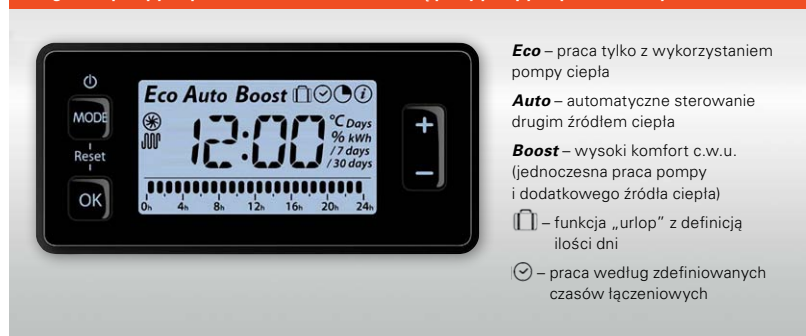 Eco Auto Boost
MODE
Reset
OK
12:00
°C Days
% kWh
/7 days
/30 days
0h 4h 8h 12h 16h 20h 24h
+
–
Eco – praca tylko z wykorzystaniem
pompy ciepła
Auto – automatyczne sterowanie
drugim źródłem ciepła
Boost – wysoki komfort c.w.u.
(jednoczesna praca pompy
i dodatkowego źródła ciepła)
– funkcja „urlop” z definicją
ilości dni
– praca według zdefiniowanych
czasów łączeniowych